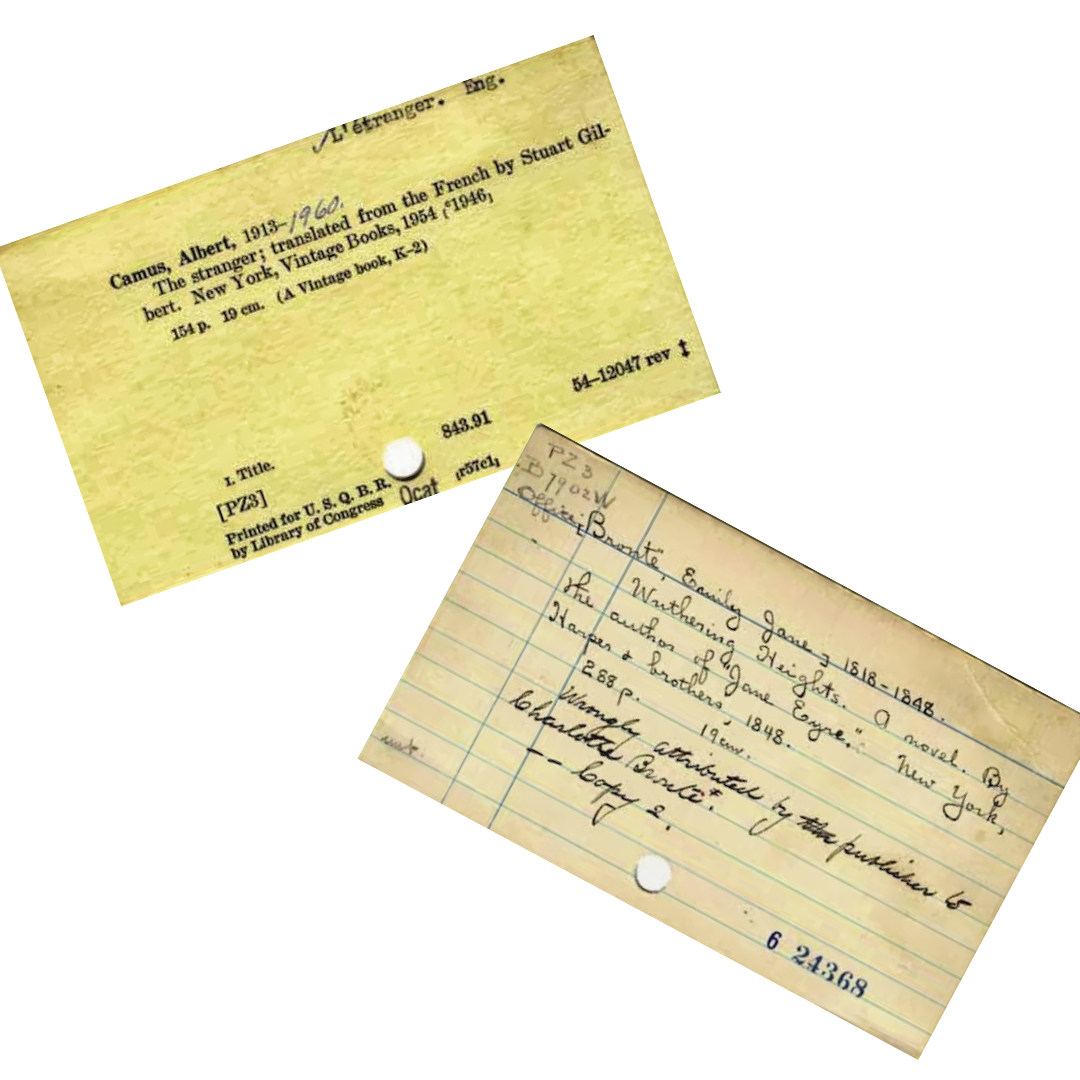 L'étranger. Eng.
Camus, Albert, 1913–1960.
The stranger; translated from the French by Stuart Gil-
bert. New York, Vintage Books, 1954 [c1946]
154 p. 19 cm. (A Vintage book, K-2)
54–12047 rev ‡
843.91
1. Title.
[PZ3]
Printed for U. S. Q. B. R.
by Library of Congress
Ocat
[r57c1]
PZ3
.B7902W
Office
[Brontë, Emily Jane] 1818-1848.
Wuthering Heights. A novel. By
the author of "Jane Eyre." New York,
Harper & brothers, 1848.
288 p. 19cm.
Wrongly attributed by the publisher to
Charlotte Brontë.
– – Copy 2.
6 24368